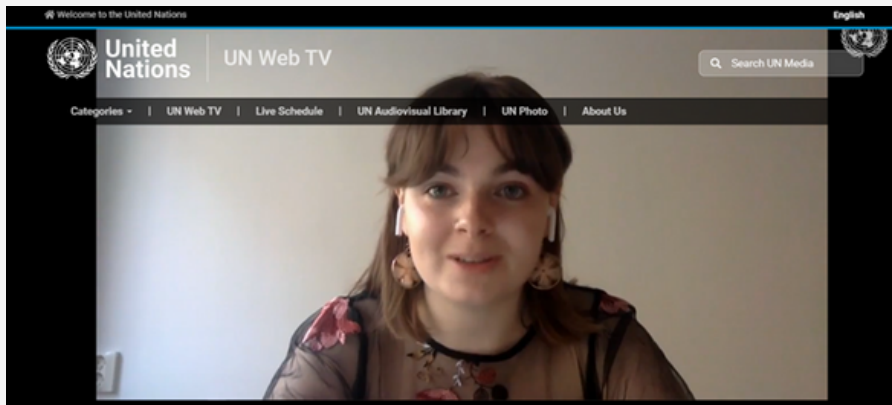 Welcome to the United Nations
English
United
Nations
UN Web TV
Search UN Media
Categories | UN Web TV | Live Schedule | UN Audiovisual Library | UN Photo | About Us